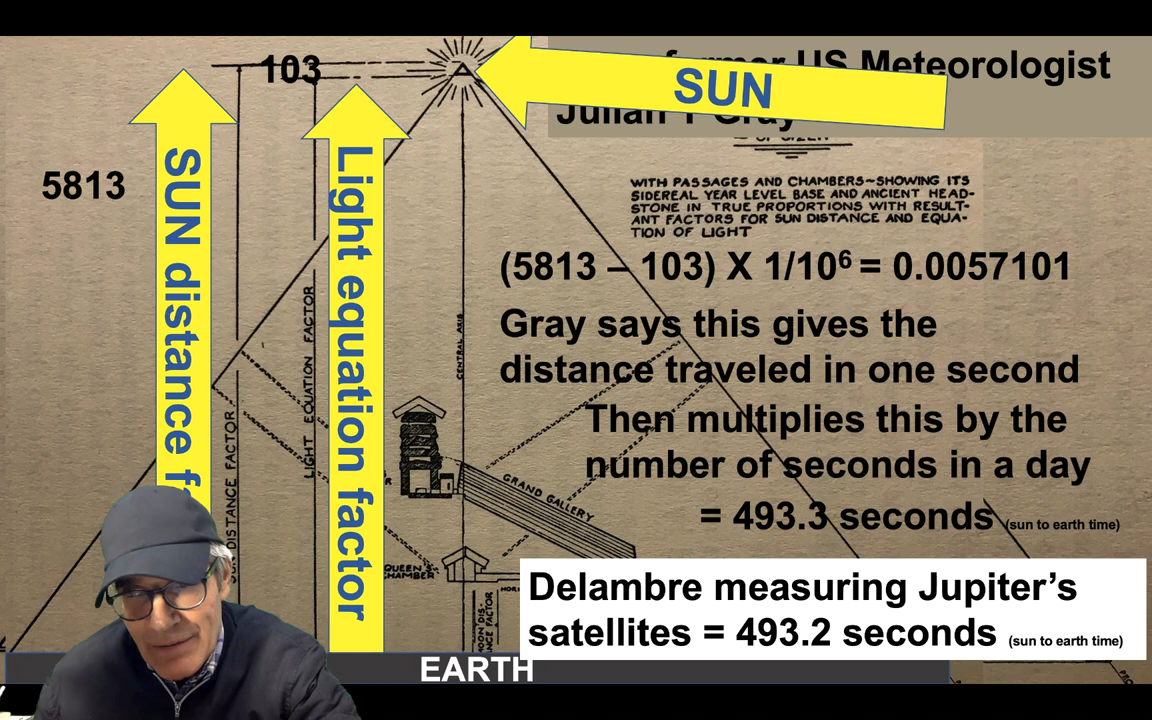 103
former US Meteorologist
SUN
Julian T Gray
5813
OF GIZEH
WITH PASSAGES AND CHAMBERS~SHOWING ITS
SIDEREAL YEAR LEVEL BASE AND ANCIENT HEAD-
STONE IN TRUE PROPORTIONS WITH RESULT-
ANT FACTORS FOR SUN DISTANCE AND EQUA-
TION OF LIGHT
SUN distance f
Light equation factor
(5813 – 103) X 1/10⁶ = 0.0057101
Gray says this gives the
distance traveled in one second
Then multiplies this by the
number of seconds in a day
= 493.3 seconds (sun to earth time)
LIGHT EQUATION FACTOR
CENTRAL AXIS
DISTANCE FACTOR
GRAND GALLERY
QUEEN'S
CHAMBER
HOR
Delambre measuring Jupiter's
satellites = 493.2 seconds (sun to earth time)
EARTH